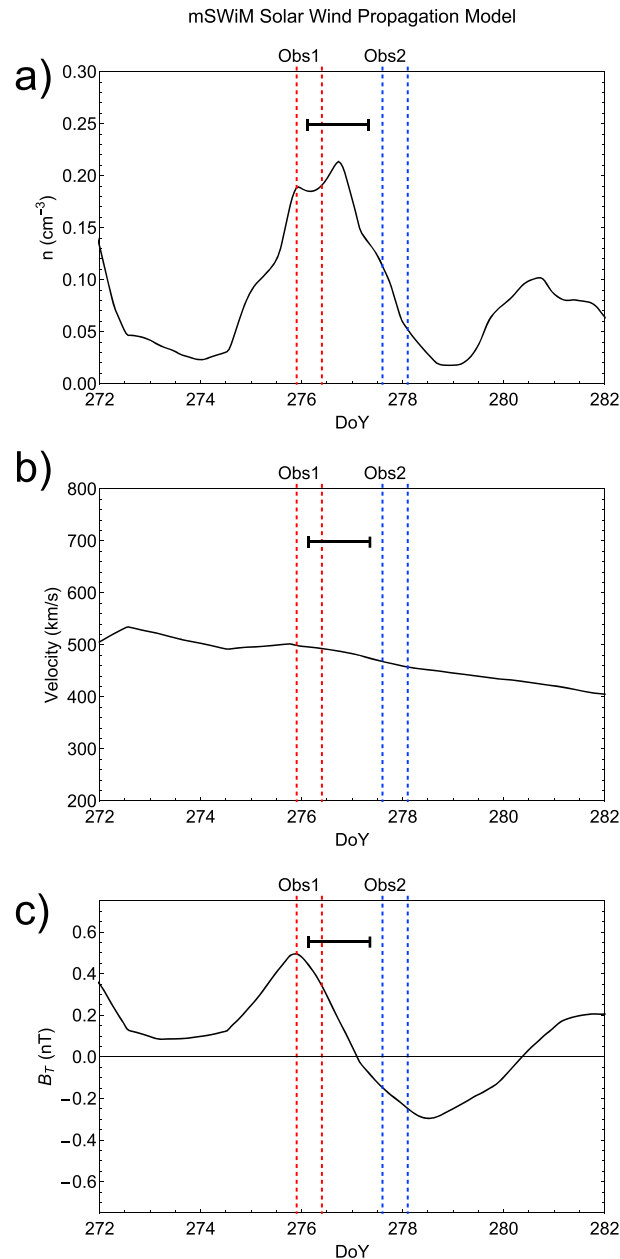 mSWiM Solar Wind Propagation Model
a)
Obs1 Obs2
0.30
0.25
0.20
0.15
0.10
0.05
0.00
n (cm⁻³)
272 274 276 278 280 282
DoY
b)
Obs1 Obs2
800
700
600
500
400
300
200
Velocity (km/s)
272 274 276 278 280 282
DoY
c)
Obs1 Obs2
0.6
0.4
0.2
0.0
−0.2
−0.4
−0.6
B_T (nT)
272 274 276 278 280 282
DoY